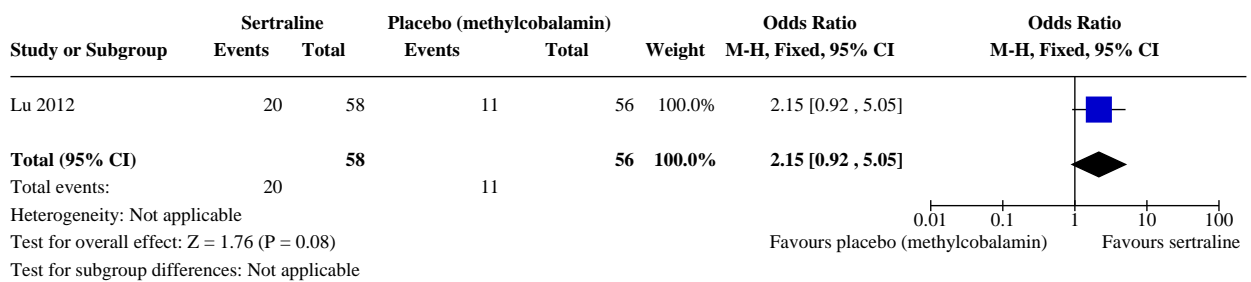 Sertraline Placebo (methylcobalamin) Odds Ratio Odds Ratio
Study or Subgroup Events Total Events Total Weight M-H, Fixed, 95% CI M-H, Fixed, 95% CI
Lu 2012 20 58 11 56 100.0% 2.15 [0.92 , 5.05]
Total (95% CI) 58 56 100.0% 2.15 [0.92 , 5.05]
Total events: 20 11
Heterogeneity: Not applicable
0.01 0.1 1 10 100
Test for overall effect: Z = 1.76 (P = 0.08)
Favours placebo (methylcobalamin) Favours sertraline
Test for subgroup differences: Not applicable